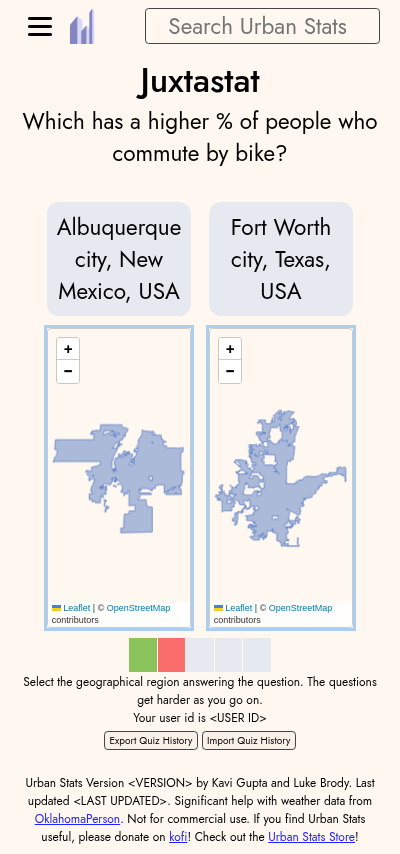 Search Urban Stats
Juxtastat
Which has a higher % of people who
commute by bike?
Albuquerque
city, New
Mexico, USA
Fort Worth
city, Texas,
USA
+
−
Leaflet | © OpenStreetMap
contributors
+
−
Leaflet | © OpenStreetMap
contributors
Select the geographical region answering the question. The questions
get harder as you go on.
Your user id is <USER ID>
Export Quiz History
Import Quiz History
Urban Stats Version <VERSION> by Kavi Gupta and Luke Brody. Last
updated <LAST UPDATED>. Significant help with weather data from
OklahomaPerson. Not for commercial use. If you find Urban Stats
useful, please donate on kofi! Check out the Urban Stats Store!